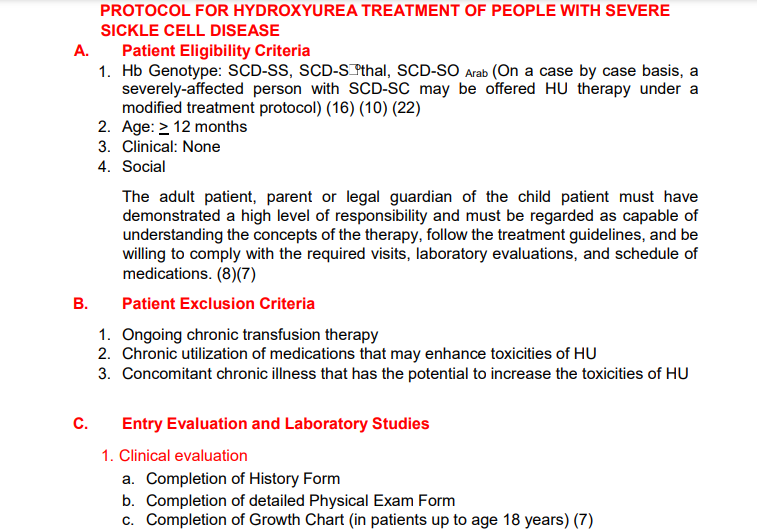 PROTOCOL FOR HYDROXYUREA TREATMENT OF PEOPLE WITH SEVERE
SICKLE CELL DISEASE
A. Patient Eligibility Criteria
1. Hb Genotype: SCD-SS, SCD-S thal, SCD-SO Arab (On a case by case basis, a
severely-affected person with SCD-SC may be offered HU therapy under a
modified treatment protocol) (16) (10) (22)
2. Age: ≥ 12 months
3. Clinical: None
4. Social
The adult patient, parent or legal guardian of the child patient must have
demonstrated a high level of responsibility and must be regarded as capable of
understanding the concepts of the therapy, follow the treatment guidelines, and be
willing to comply with the required visits, laboratory evaluations, and schedule of
medications. (8)(7)
B. Patient Exclusion Criteria
1. Ongoing chronic transfusion therapy
2. Chronic utilization of medications that may enhance toxicities of HU
3. Concomitant chronic illness that has the potential to increase the toxicities of HU
C. Entry Evaluation and Laboratory Studies
1. Clinical evaluation
a. Completion of History Form
b. Completion of detailed Physical Exam Form
c. Completion of Growth Chart (in patients up to age 18 years) (7)